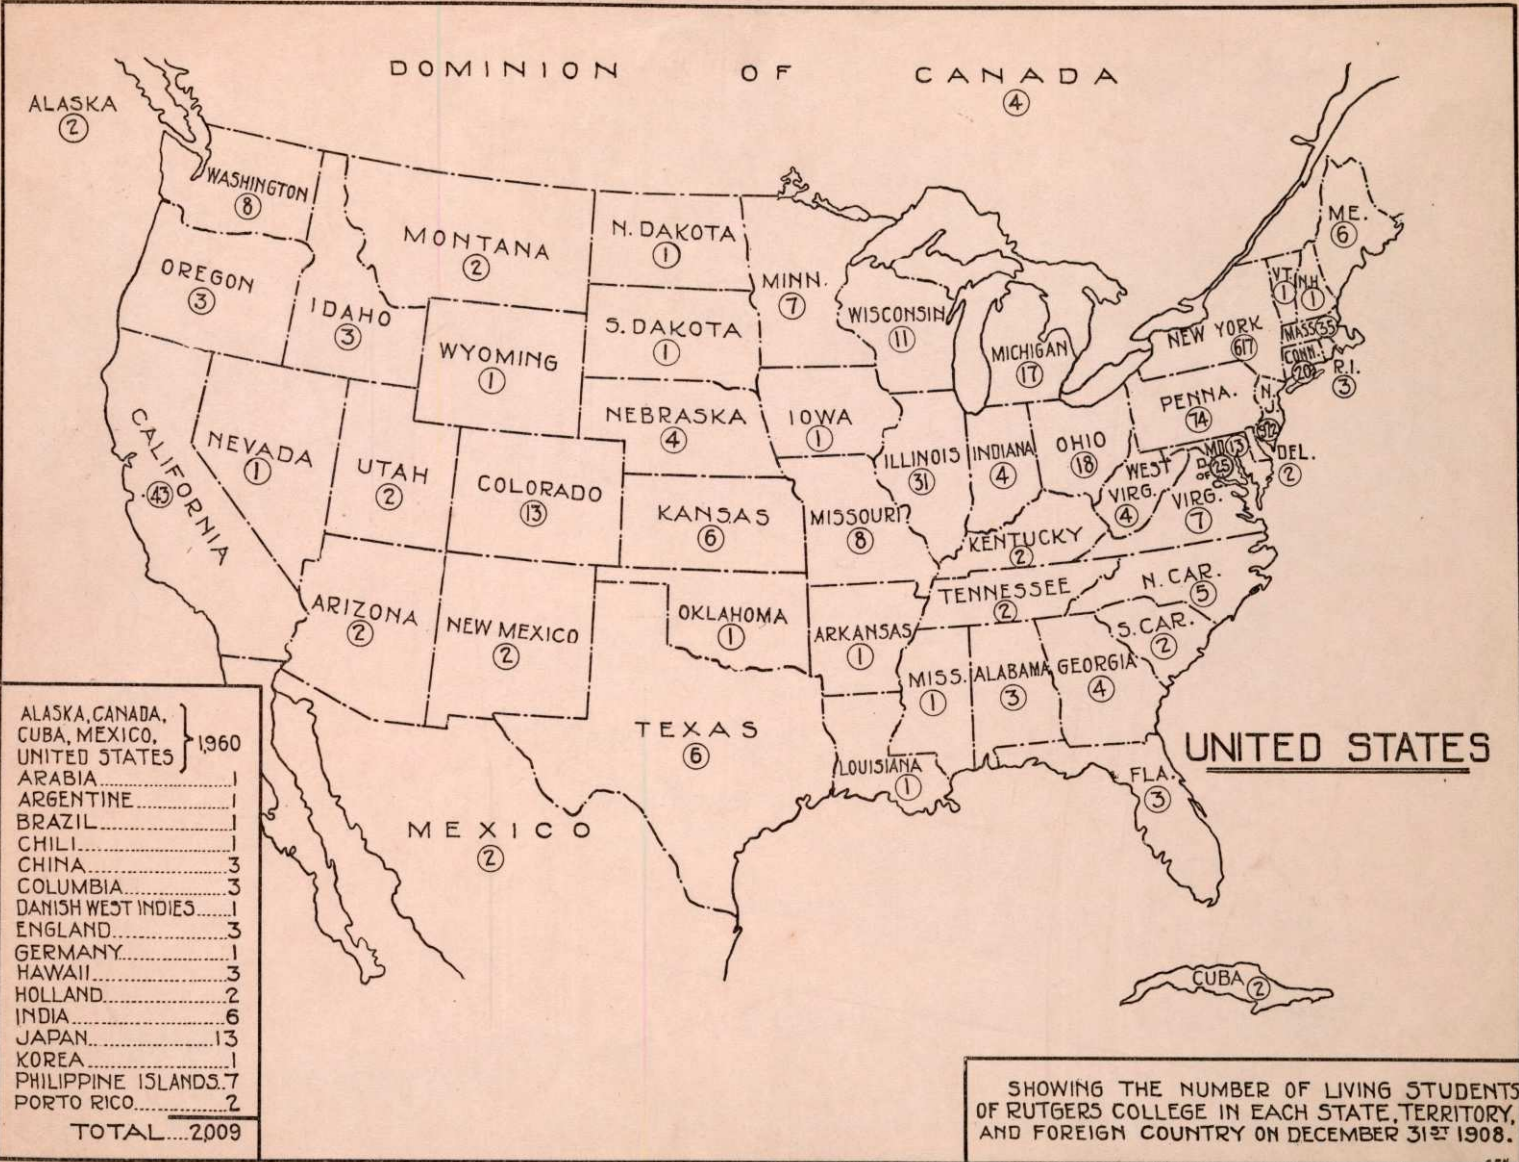 DOMINION OF CANADA
4
ALASKA
2
WASHINGTON
8
MONTANA
2
N. DAKOTA
1
MINN.
7
ME.
6
OREGON
3
IDAHO
3
WYOMING
1
S. DAKOTA
1
WISCONSIN
11
MICHIGAN
17
NEW YORK
617
VT.
1
N.H.
1
MASS. 35
CONN.
20
R.I.
3
CALIFORNIA
43
NEVADA
1
UTAH
2
COLORADO
13
NEBRASKA
4
IOWA
1
ILLINOIS
31
INDIANA
4
OHIO
18
PENNA.
74
N.
J.
922
MD. 13
D.
OF
25
DEL.
2
WEST
VIRG.
4
VIRG.
7
KANSAS
6
MISSOURI
8
KENTUCKY
2
ARIZONA
2
NEW MEXICO
2
OKLAHOMA
1
ARKANSAS
1
TENNESSEE
2
N. CAR.
5
S. CAR.
2
MISS.
1
ALABAMA
3
GEORGIA
4
TEXAS
6
LOUISIANA
1
FLA.
3
UNITED STATES
MEXICO
2
CUBA 2
ALASKA, CANADA,
CUBA, MEXICO,
UNITED STATES } 1,960
ARABIA 1
ARGENTINE 1
BRAZIL 1
CHILI 1
CHINA 3
COLUMBIA 3
DANISH WEST INDIES 1
ENGLAND 3
GERMANY 1
HAWAII 3
HOLLAND 2
INDIA 6
JAPAN 13
KOREA 1
PHILIPPINE ISLANDS 7
PORTO RICO 2
TOTAL 2,009
SHOWING THE NUMBER OF LIVING STUDENTS
OF RUTGERS COLLEGE IN EACH STATE, TERRITORY,
AND FOREIGN COUNTRY ON DECEMBER 31ST 1908.